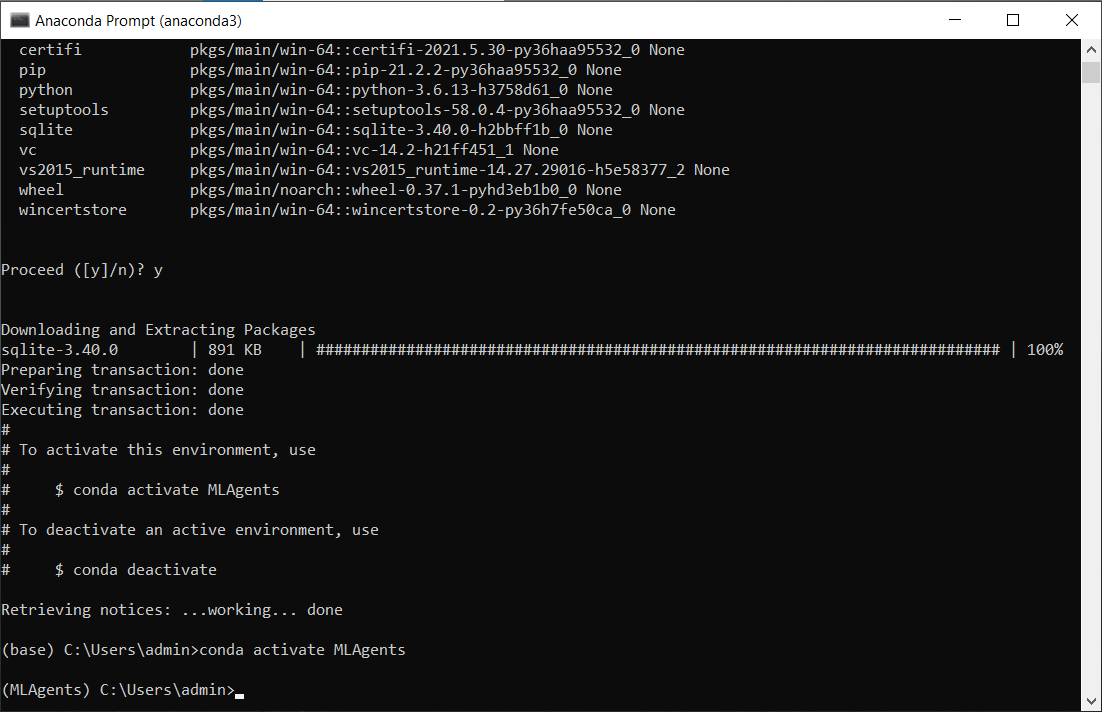 Anaconda Prompt (anaconda3)
certifi pkgs/main/win-64::certifi-2021.5.30-py36haa95532_0 None
pip pkgs/main/win-64::pip-21.2.2-py36haa95532_0 None
python pkgs/main/win-64::python-3.6.13-h3758d61_0 None
setuptools pkgs/main/win-64::setuptools-58.0.4-py36haa95532_0 None
sqlite pkgs/main/win-64::sqlite-3.40.0-h2bbff1b_0 None
vc pkgs/main/win-64::vc-14.2-h21ff451_1 None
vs2015_runtime pkgs/main/win-64::vs2015_runtime-14.27.29016-h5e58377_2 None
wheel pkgs/main/noarch::wheel-0.37.1-pyhd3eb1b0_0 None
wincertstore pkgs/main/win-64::wincertstore-0.2-py36h7fe50ca_0 None
Proceed ([y]/n)? y
Downloading and Extracting Packages
sqlite-3.40.0 | 891 KB | ############################################################################ | 100%
Preparing transaction: done
Verifying transaction: done
Executing transaction: done
#
# To activate this environment, use
#
# $ conda activate MLAgents
#
# To deactivate an active environment, use
#
# $ conda deactivate
Retrieving notices: ...working... done
(base) C:\Users\admin>conda activate MLAgents
(MLAgents) C:\Users\admin>